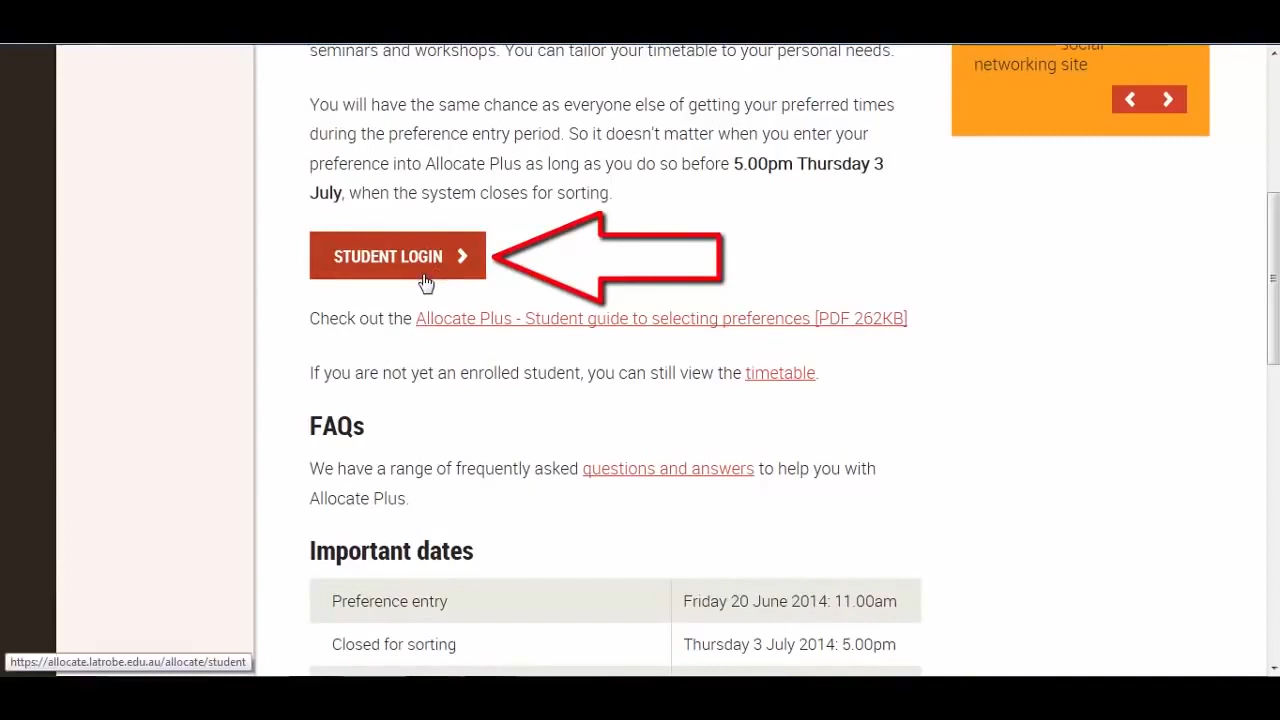 seminars and workshops. You can tailor your timetable to your personal needs.
social
networking site
You will have the same chance as everyone else of getting your preferred times
during the preference entry period. So it doesn't matter when you enter your
preference into Allocate Plus as long as you do so before 5.00pm Thursday 3
July, when the system closes for sorting.
STUDENT LOGIN
Check out the Allocate Plus - Student guide to selecting preferences [PDF 262KB]
If you are not yet an enrolled student, you can still view the timetable.
FAQs
We have a range of frequently asked questions and answers to help you with
Allocate Plus.
Important dates
Preference entry Friday 20 June 2014: 11.00am
Closed for sorting Thursday 3 July 2014: 5.00pm
https://allocate.latrobe.edu.au/allocate/student